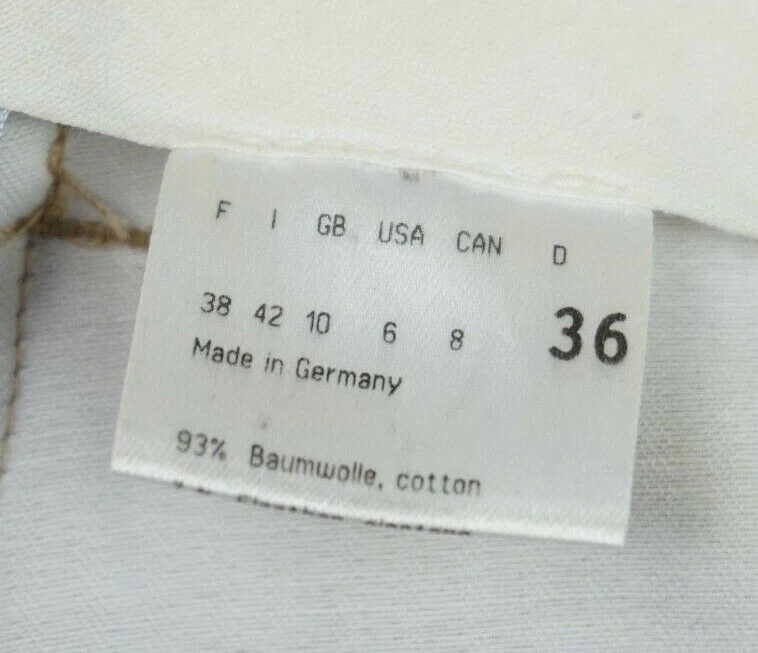 F I GB USA CAN D
38 42 10 6 8 36
Made in Germany
93% Baumwolle, cotton